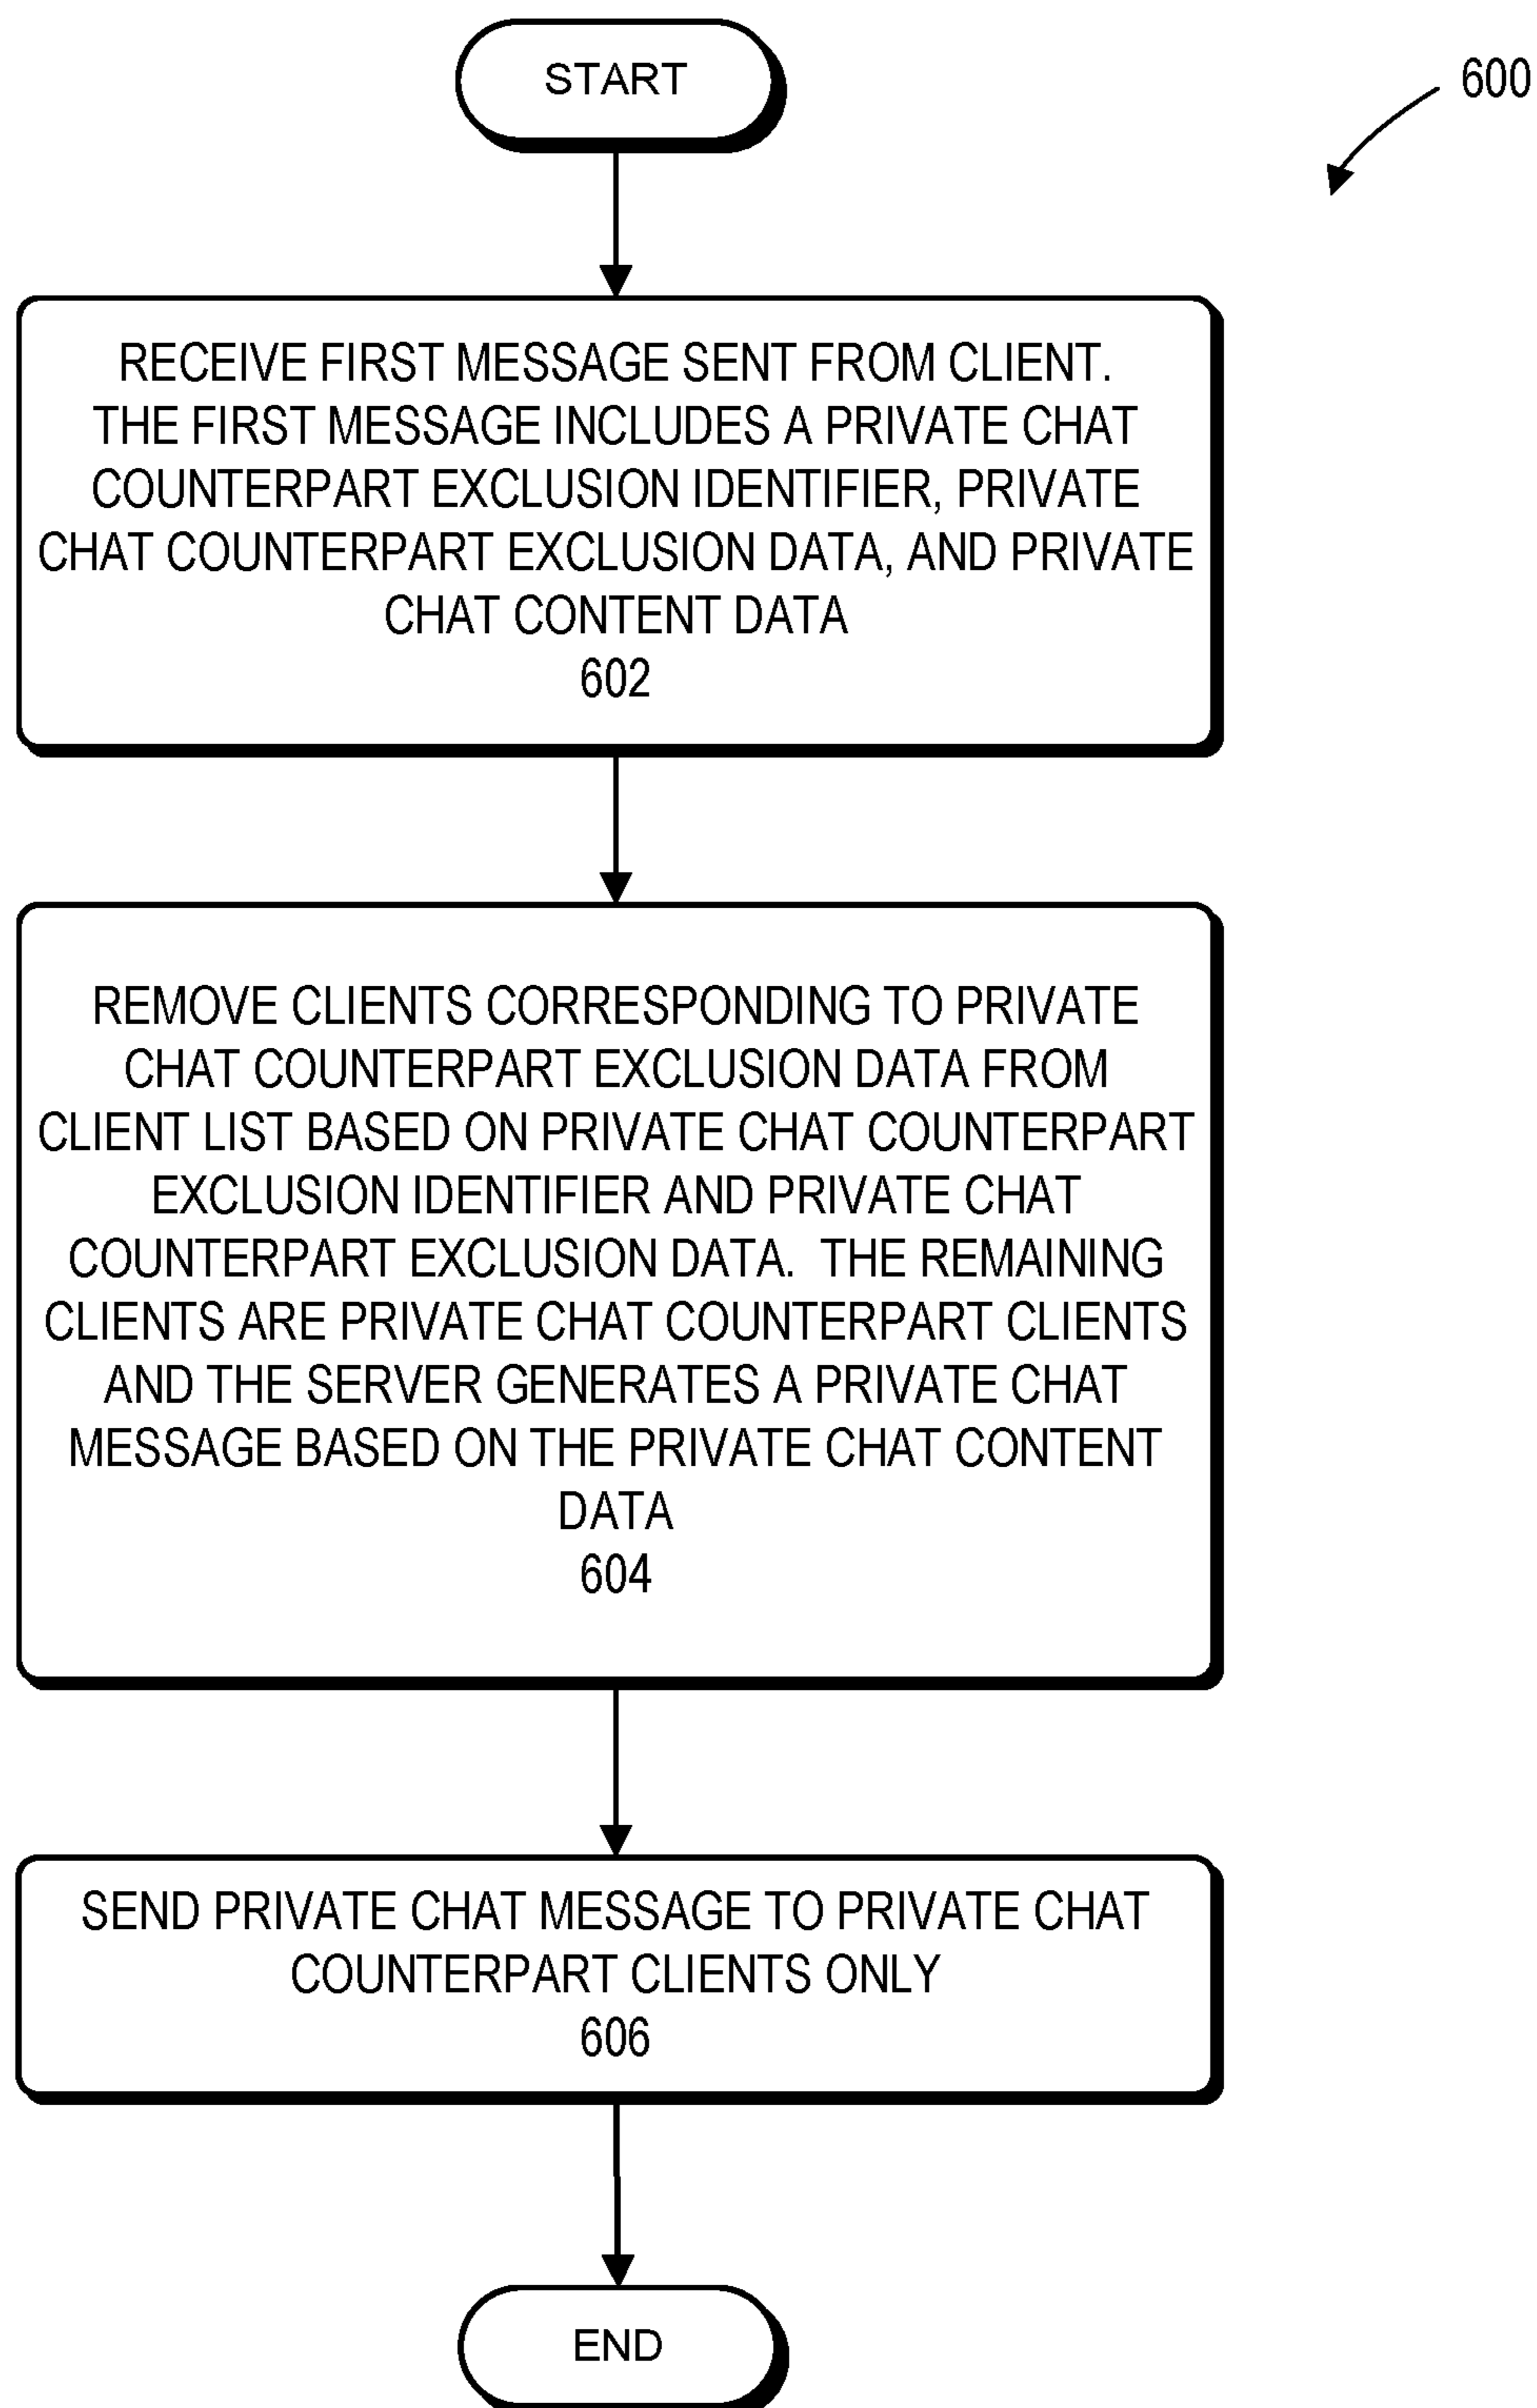 START
600
RECEIVE FIRST MESSAGE SENT FROM CLIENT.
THE FIRST MESSAGE INCLUDES A PRIVATE CHAT
COUNTERPART EXCLUSION IDENTIFIER, PRIVATE
CHAT COUNTERPART EXCLUSION DATA, AND PRIVATE
CHAT CONTENT DATA
602
REMOVE CLIENTS CORRESPONDING TO PRIVATE
CHAT COUNTERPART EXCLUSION DATA FROM
CLIENT LIST BASED ON PRIVATE CHAT COUNTERPART
EXCLUSION IDENTIFIER AND PRIVATE CHAT
COUNTERPART EXCLUSION DATA. THE REMAINING
CLIENTS ARE PRIVATE CHAT COUNTERPART CLIENTS
AND THE SERVER GENERATES A PRIVATE CHAT
MESSAGE BASED ON THE PRIVATE CHAT CONTENT
DATA
604
SEND PRIVATE CHAT MESSAGE TO PRIVATE CHAT
COUNTERPART CLIENTS ONLY
606
END